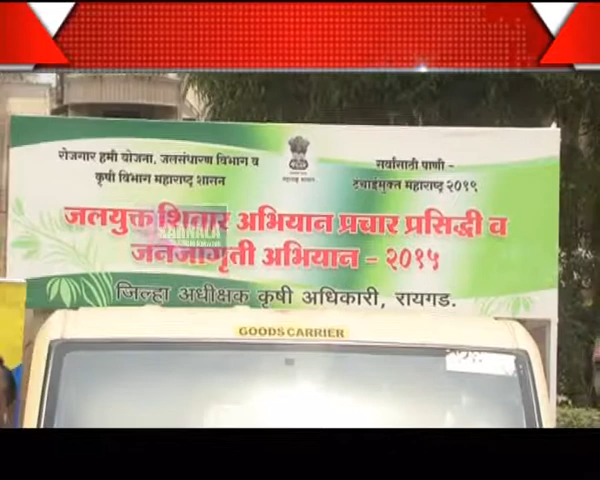 रोजगार हमी योजना, जलसंधारण विभाग व
कृषी विभाग महाराष्ट्र शासन
सर्वांसाठी पाणी -
टंचाईमुक्त महाराष्ट्र २०१९
जलयुक्त शिवार अभियान प्रचार प्रसिद्धी व
जनजागृती अभियान - २०१५
KARNALA
जिल्हा अधीक्षक कृषी अधिकारी, रायगड.
GOODS CARRIER